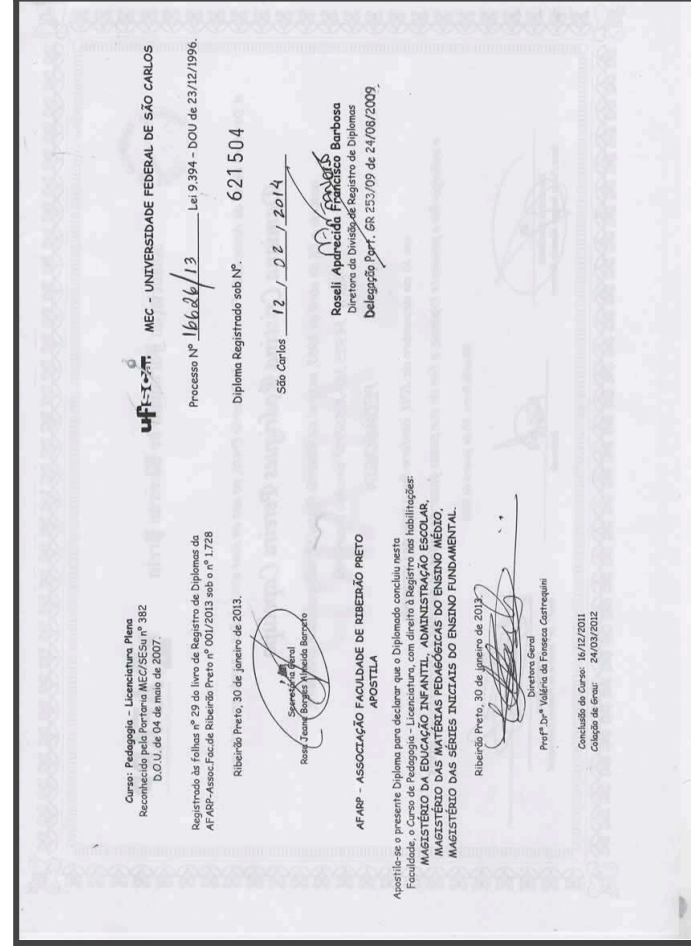 Curso: Pedagogia - Licenciatura Plena
Reconhecido pela Portaria MEC/SESu nº 382
D.O.U. de 04 de maio de 2007.
Registrado às folhas nº 29 do livro de Registro de Diplomas da
AFARP-Assoc.Fac.de Ribeirão Preto nº 001/2013 sob o nº 1.728
Ribeirão Preto, 30 de janeiro de 2013.
Secretária Geral
Rosa Jeane Borges Almeida Barreto
AFARP - ASSOCIAÇÃO FACULDADE DE RIBEIRÃO PRETO
APOSTILA
Apostila-se o presente Diploma para declarar que o Diplomado concluiu nesta
Faculdade, o Curso de Pedagogia - Licenciatura, com direito à Registro nas habilitações:
MAGISTÉRIO DA EDUCAÇÃO INFANTIL, ADMINISTRAÇÃO ESCOLAR,
MAGISTÉRIO DAS MATÉRIAS PEDAGÓGICAS DO ENSINO MÉDIO,
MAGISTÉRIO DAS SÉRIES INICIAIS DO ENSINO FUNDAMENTAL.
Ribeirão Preto, 30 de janeiro de 2013.
Diretora Geral
Profª.Drª Valéria da Fonseca Castrequini
Conclusão do Curso: 16/12/2011
Colação de Grau: 24/03/2012
ufscar MEC - UNIVERSIDADE FEDERAL DE SÃO CARLOS
Processo Nº 16626/13 Lei 9.394 - DOU de 23/12/1996.
Diploma Registrado sob Nº. 621504
São Carlos 12 / 02 / 2014
Roseli Aparecida Francisco Barbosa
Diretora da Divisão de Registro de Diplomas
Delegação Port. GR 253/09 de 24/08/2009